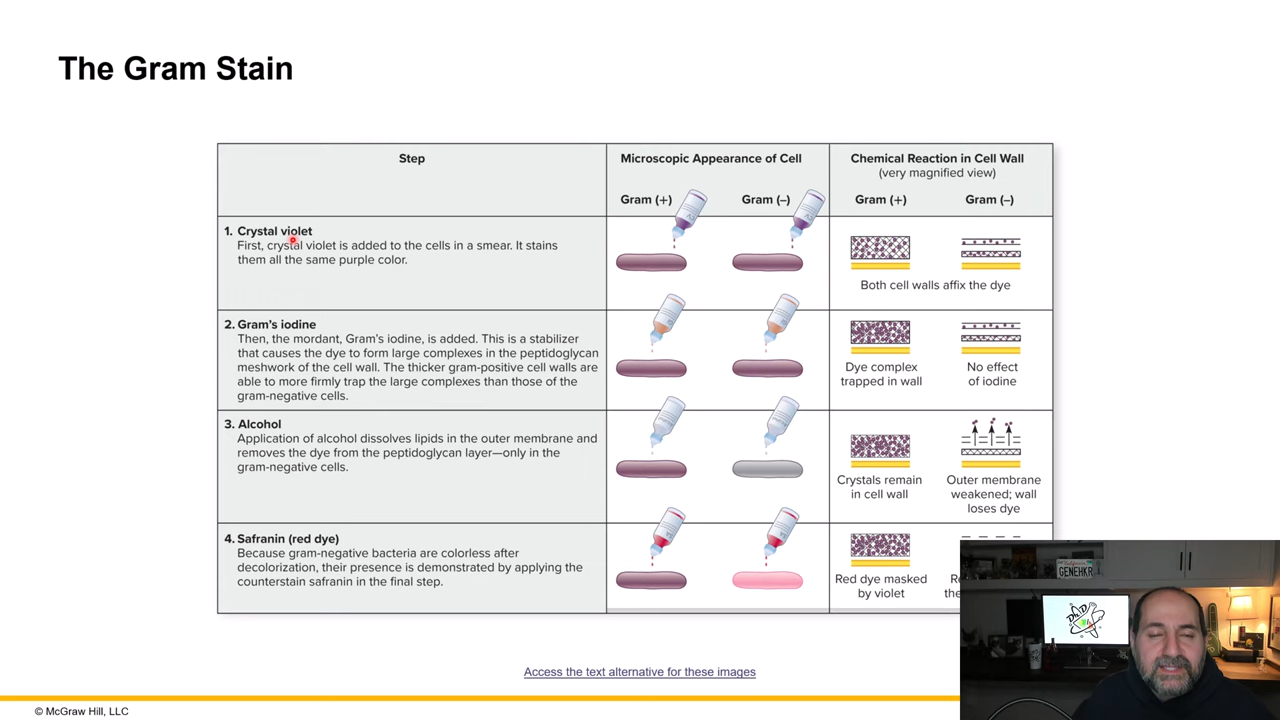 The Gram Stain
Step
Microscopic Appearance of Cell
Gram (+)
Gram (–)
Chemical Reaction in Cell Wall
(very magnified view)
Gram (+)
Gram (–)
1. Crystal violet
First, crystal violet is added to the cells in a smear. It stains
them all the same purple color.
Both cell walls affix the dye
2. Gram's iodine
Then, the mordant, Gram's iodine, is added. This is a stabilizer
that causes the dye to form large complexes in the peptidoglycan
meshwork of the cell wall. The thicker gram-positive cell walls are
able to more firmly trap the large complexes than those of the
gram-negative cells.
Dye complex
trapped in wall
No effect
of iodine
3. Alcohol
Application of alcohol dissolves lipids in the outer membrane and
removes the dye from the peptidoglycan layer—only in the
gram-negative cells.
Crystals remain
in cell wall
Outer membrane
weakened; wall
loses dye
4. Safranin (red dye)
Because gram-negative bacteria are colorless after
decolorization, their presence is demonstrated by applying the
counterstain safranin in the final step.
Red dye masked
by violet
Access the text alternative for these images
© McGraw Hill, LLC
GENEHKR